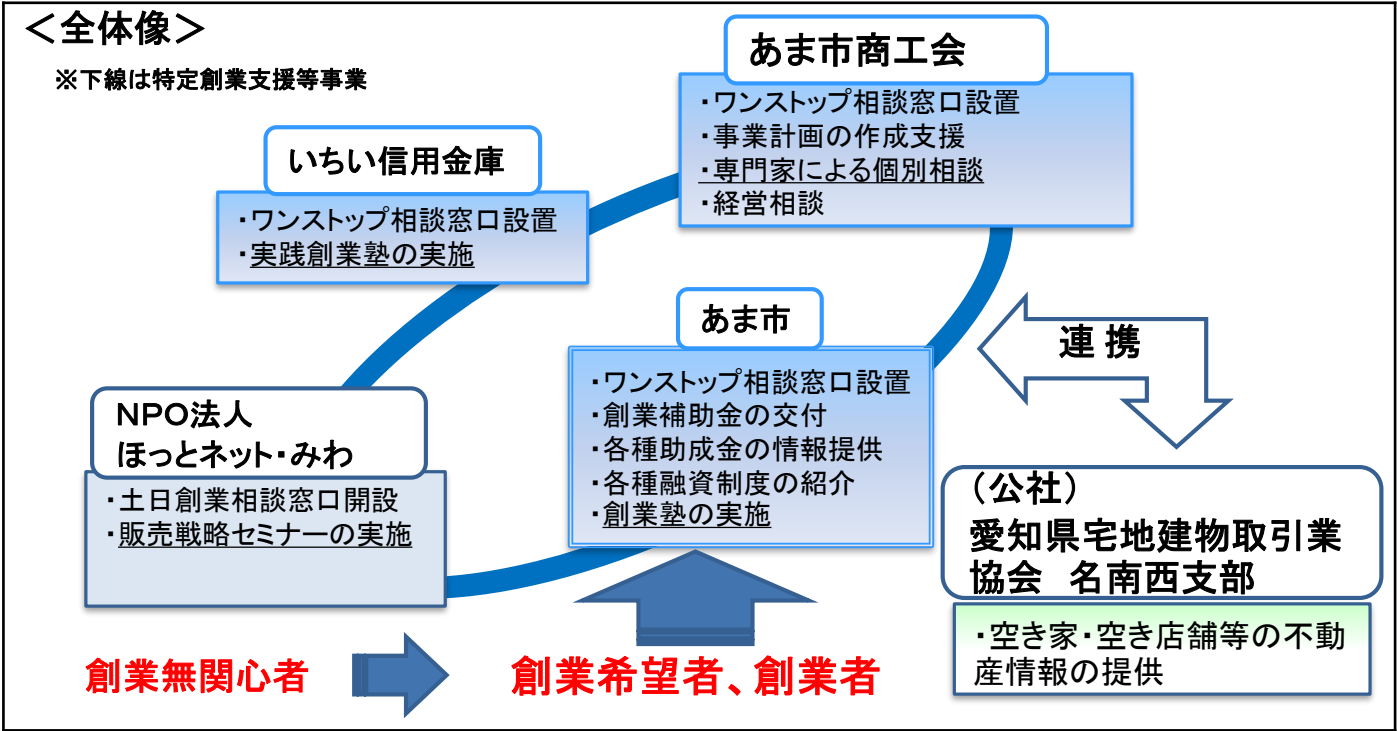 ＜全体像＞
※下線は特定創業支援等事業
あま市商工会
・ワンストップ相談窓口設置
・事業計画の作成支援
・専門家による個別相談
・経営相談
いちい信用金庫
・ワンストップ相談窓口設置
・実践創業塾の実施
あま市
・ワンストップ相談窓口設置
・創業補助金の交付
・各種助成金の情報提供
・各種融資制度の紹介
・創業塾の実施
連 携
NPO法人
ほっとネット・みわ
・土日創業相談窓口開設
・販売戦略セミナーの実施
（公社）
愛知県宅地建物取引業
協会　名南西支部
・空き家・空き店舗等の不動
産情報の提供
創業無関心者
創業希望者、創業者